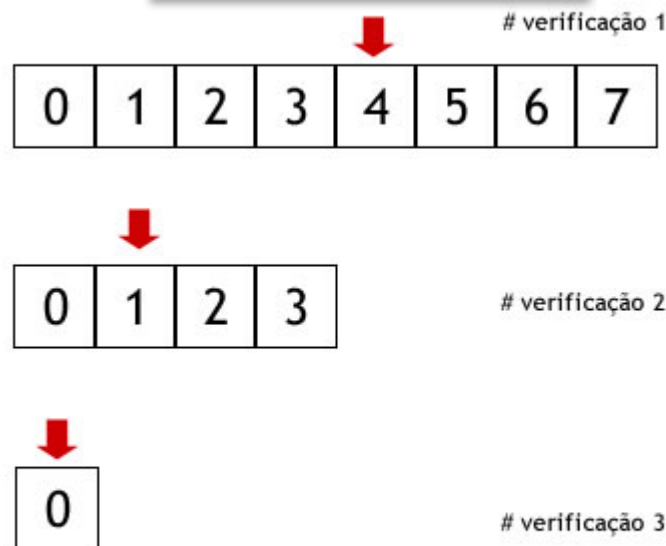 # verificação 1
0 1 2 3 4 5 6 7
0 1 2 3
# verificação 2
0
# verificação 3